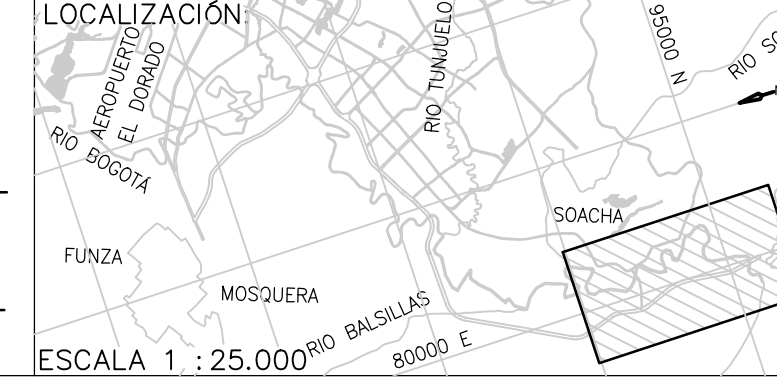 LOCALIZACIÓN:
AEROPUERTO
EL DORADO
RIO BOGOTÁ
RIO TUNJUELO
95000 N
SOACHA
FUNZA
MOSQUERA
RIO BALSILLAS
80000 E
ESCALA 1 : 25.000